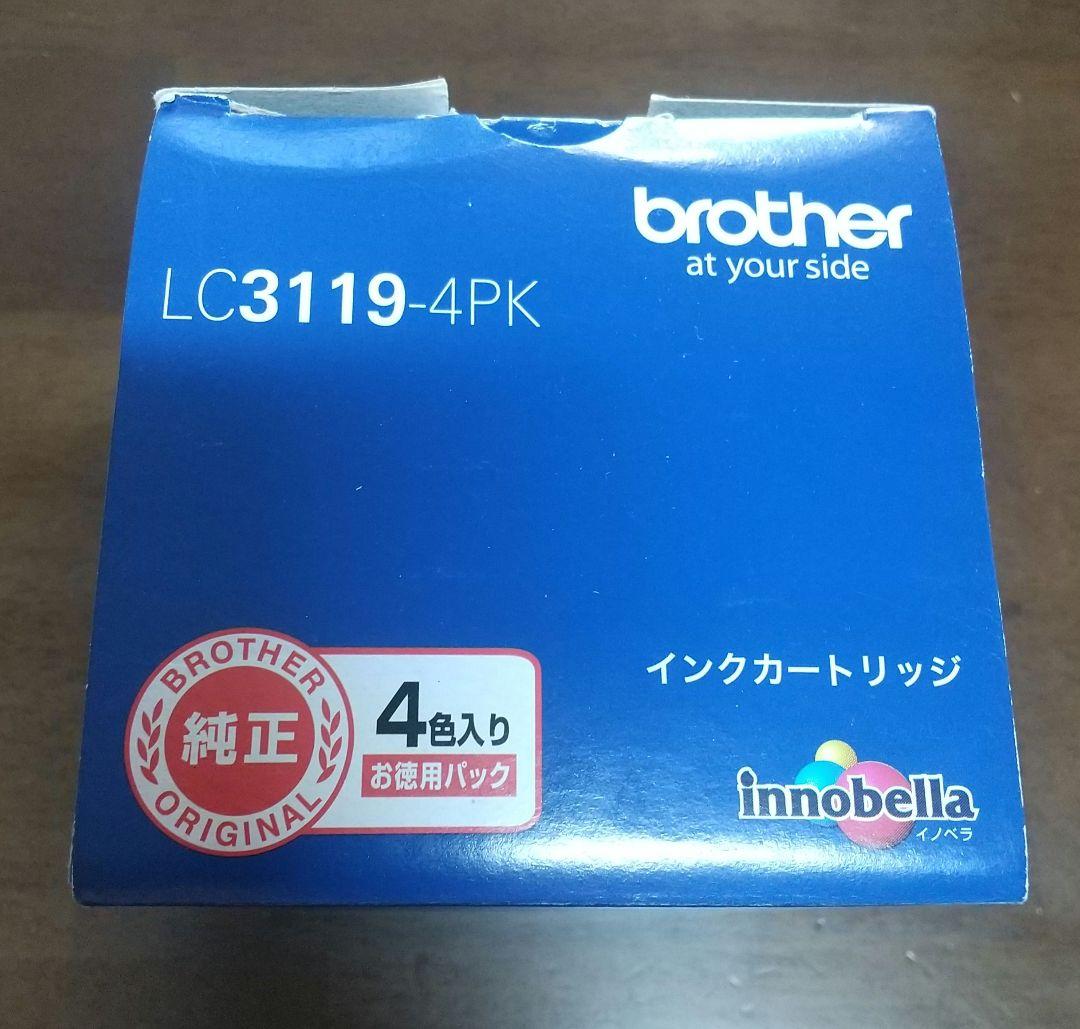 brother
at your side
LC3119-4PK
インクカートリッジ
BROTHER
純正
ORIGINAL
4色入り
お徳用パック
innobella
イノベラ